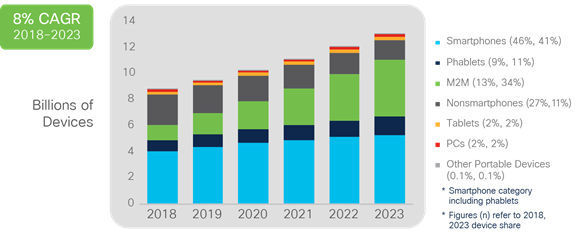 8% CAGR
2018–2023
Billions of
Devices
14
12
10
8
6
4
2
0
2018 2019 2020 2021 2022 2023
Smartphones (46%, 41%)
Phablets (9%, 11%)
M2M (13%, 34%)
Nonsmartphones (27%,11%)
Tablets (2%, 2%)
PCs (2%, 2%)
Other Portable Devices
(0.1%, 0.1%)
* Smartphone category
including phablets
* Figures (n) refer to 2018,
2023 device share